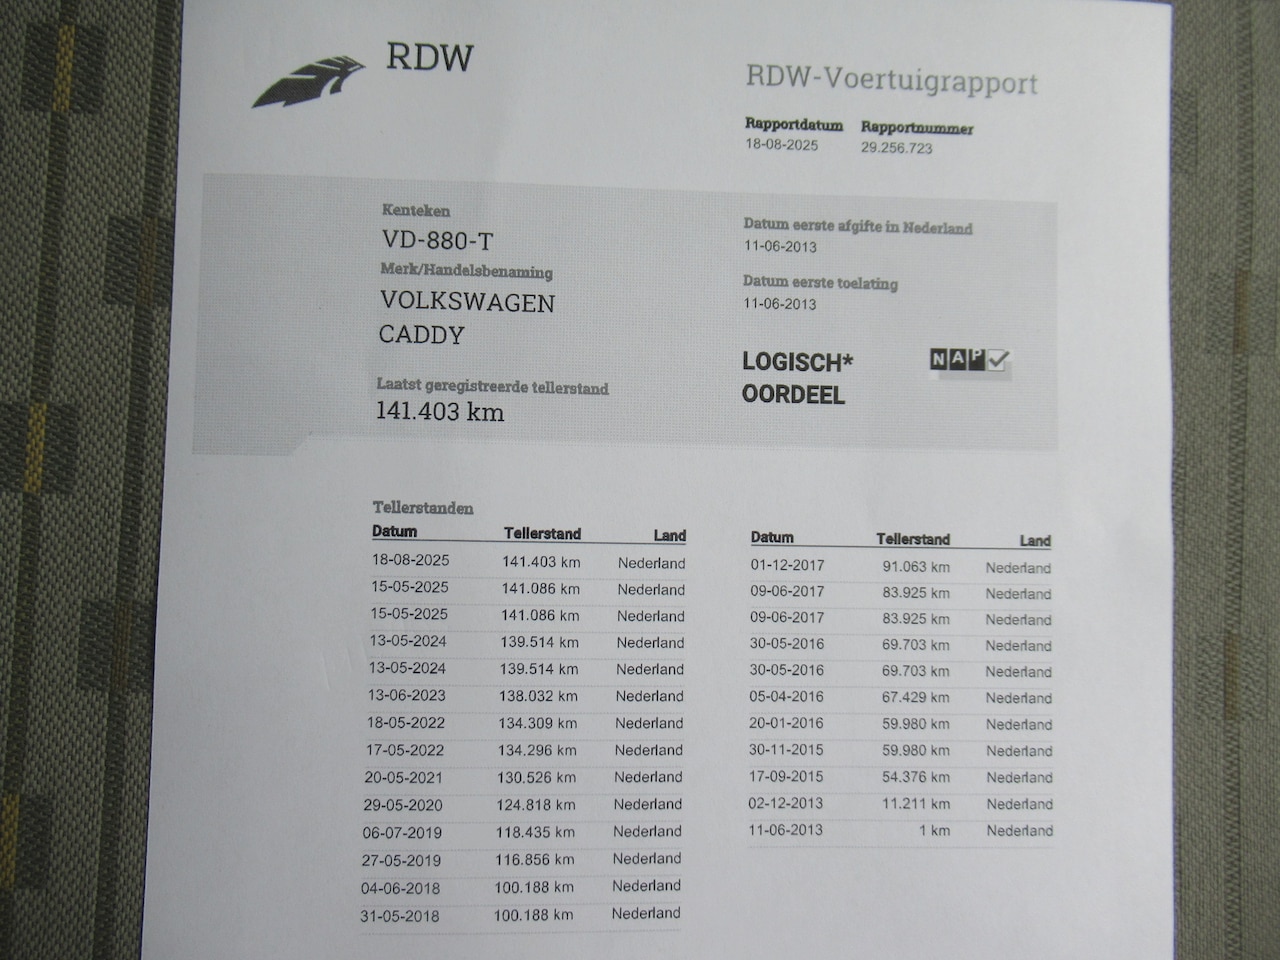 RDW
RDW-Voertuigrapport
Rapportdatum Rapportnummer
18-08-2025 29.256.723
Kenteken
VD-880-T
Merk/Handelsbenaming
VOLKSWAGEN
CADDY
Laatst geregistreerde tellerstand
141.403 km
Datum eerste afgifte in Nederland
11-06-2013
Datum eerste toelating
11-06-2013
LOGISCH*
OORDEEL
NAP
Tellerstanden
Datum Tellerstand Land
18-08-2025 141.403 km Nederland
15-05-2025 141.086 km Nederland
15-05-2025 141.086 km Nederland
13-05-2024 139.514 km Nederland
13-05-2024 139.514 km Nederland
13-06-2023 138.032 km Nederland
18-05-2022 134.309 km Nederland
17-05-2022 134.296 km Nederland
20-05-2021 130.526 km Nederland
29-05-2020 124.818 km Nederland
06-07-2019 118.435 km Nederland
27-05-2019 116.856 km Nederland
04-06-2018 100.188 km Nederland
31-05-2018 100.188 km Nederland
Datum Tellerstand Land
01-12-2017 91.063 km Nederland
09-06-2017 83.925 km Nederland
09-06-2017 83.925 km Nederland
30-05-2016 69.703 km Nederland
30-05-2016 69.703 km Nederland
05-04-2016 67.429 km Nederland
20-01-2016 59.980 km Nederland
30-11-2015 59.980 km Nederland
17-09-2015 54.376 km Nederland
02-12-2013 11.211 km Nederland
11-06-2013 1 km Nederland